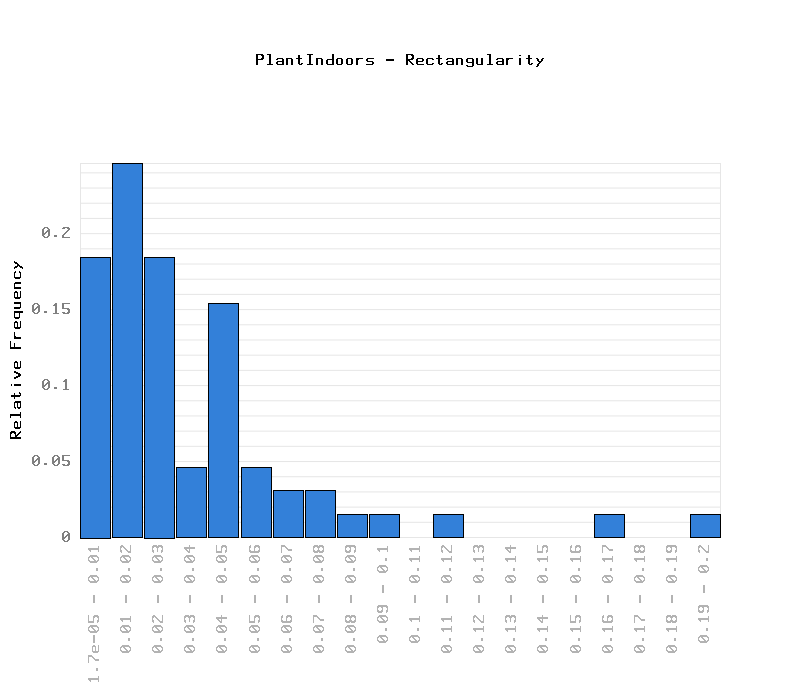 PlantIndoors - Rectangularity
Relative Frequency
0.2
0.15
0.1
0.05
0
1.7e-05 - 0.01
0.01 - 0.02
0.02 - 0.03
0.03 - 0.04
0.04 - 0.05
0.05 - 0.06
0.06 - 0.07
0.07 - 0.08
0.08 - 0.09
0.09 - 0.1
0.1 - 0.11
0.11 - 0.12
0.12 - 0.13
0.13 - 0.14
0.14 - 0.15
0.15 - 0.16
0.16 - 0.17
0.17 - 0.18
0.18 - 0.19
0.19 - 0.2